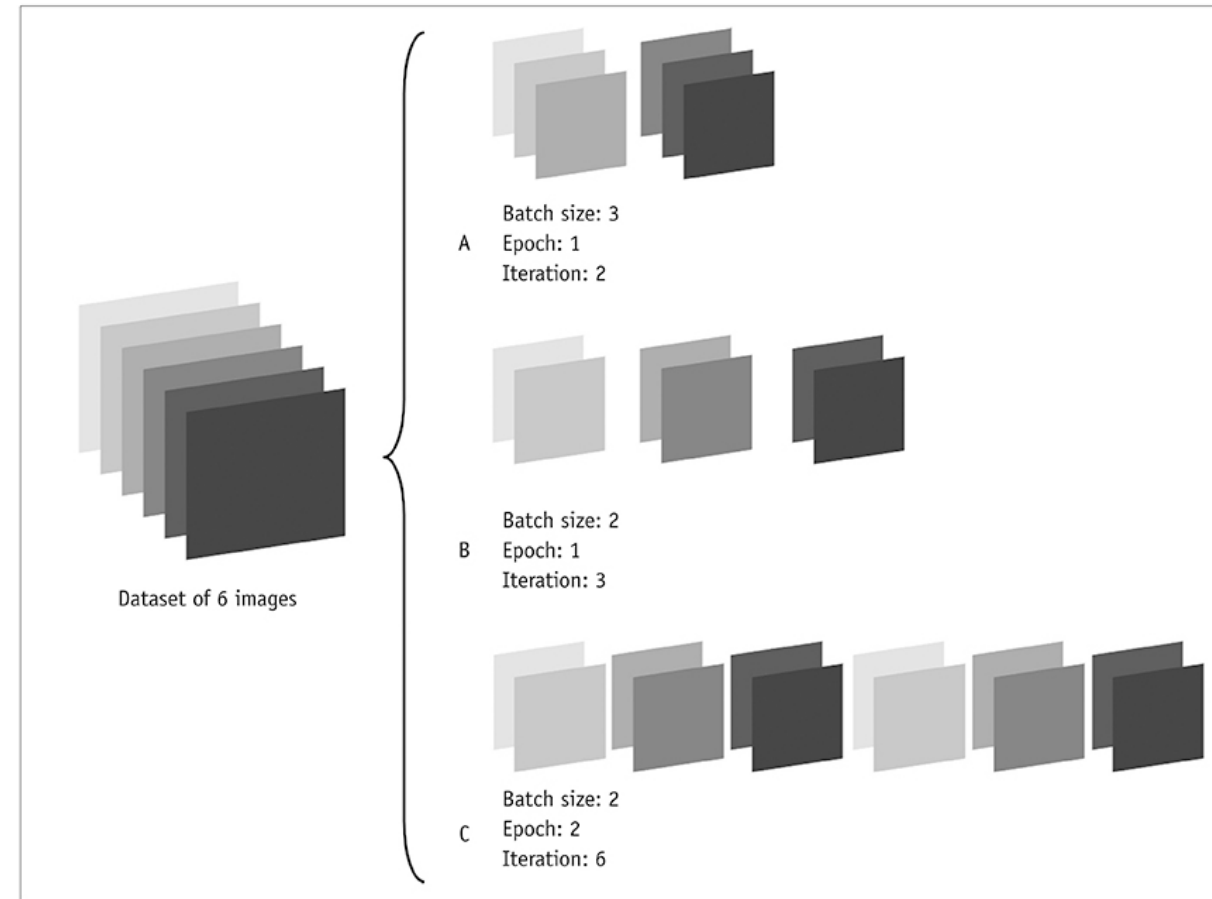 Batch size: 3
A
Epoch: 1
Iteration: 2
Batch size: 2
B
Epoch: 1
Iteration: 3
Dataset of 6 images
Batch size: 2
Epoch: 2
C
Iteration: 6